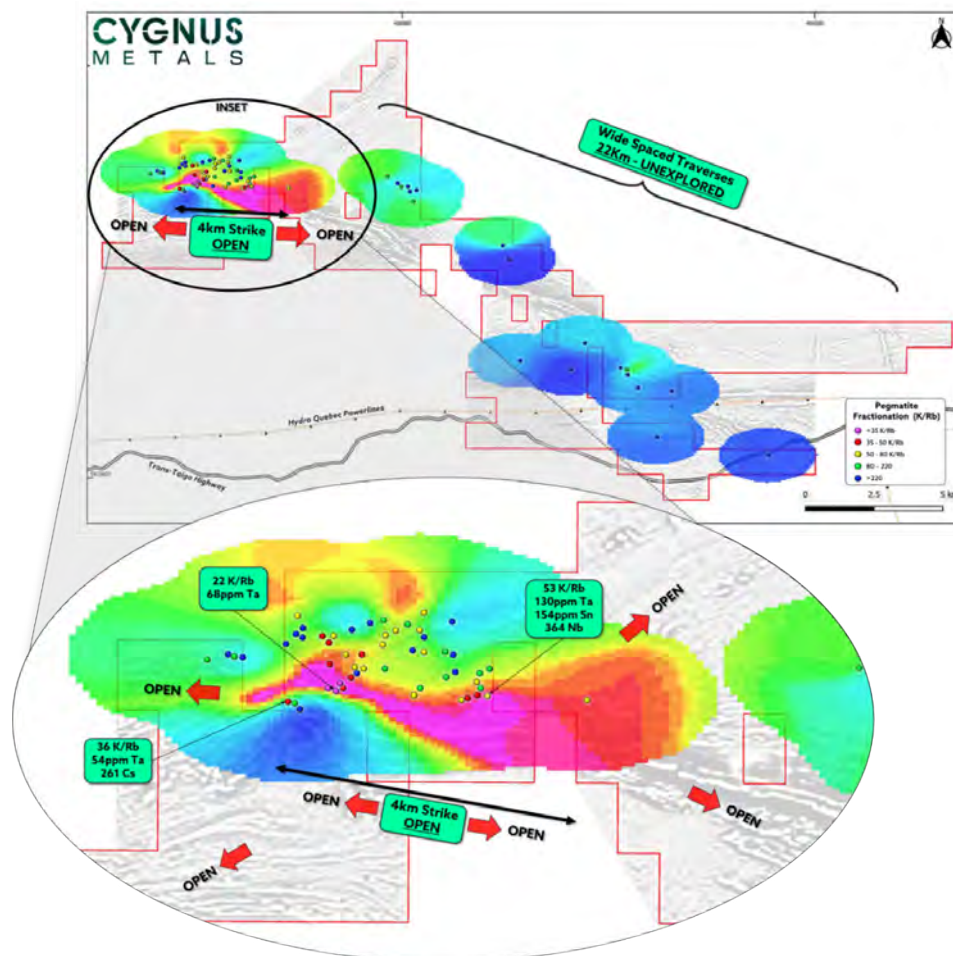 CYGNUS
METALS
N
INSET
Wide Spaced Traverses
22Km - UNEXPLORED
OPEN
4km Strike
OPEN
OPEN
Hydro Quebec Powerlines
Trans-Taiga Highway
Pegmatite
Fractionation (K/Rb)
<35 K/Rb
35 - 50 K/Rb
50 - 80 K/Rb
80 - 220
>220
0 2.5 5 k
22 K/Rb
68ppm Ta
53 K/Rb
130ppm Ta
154ppm Sn
364 Nb
OPEN
OPEN
36 K/Rb
54ppm Ta
261 Cs
OPEN
4km Strike
OPEN
OPEN
OPEN
OPEN